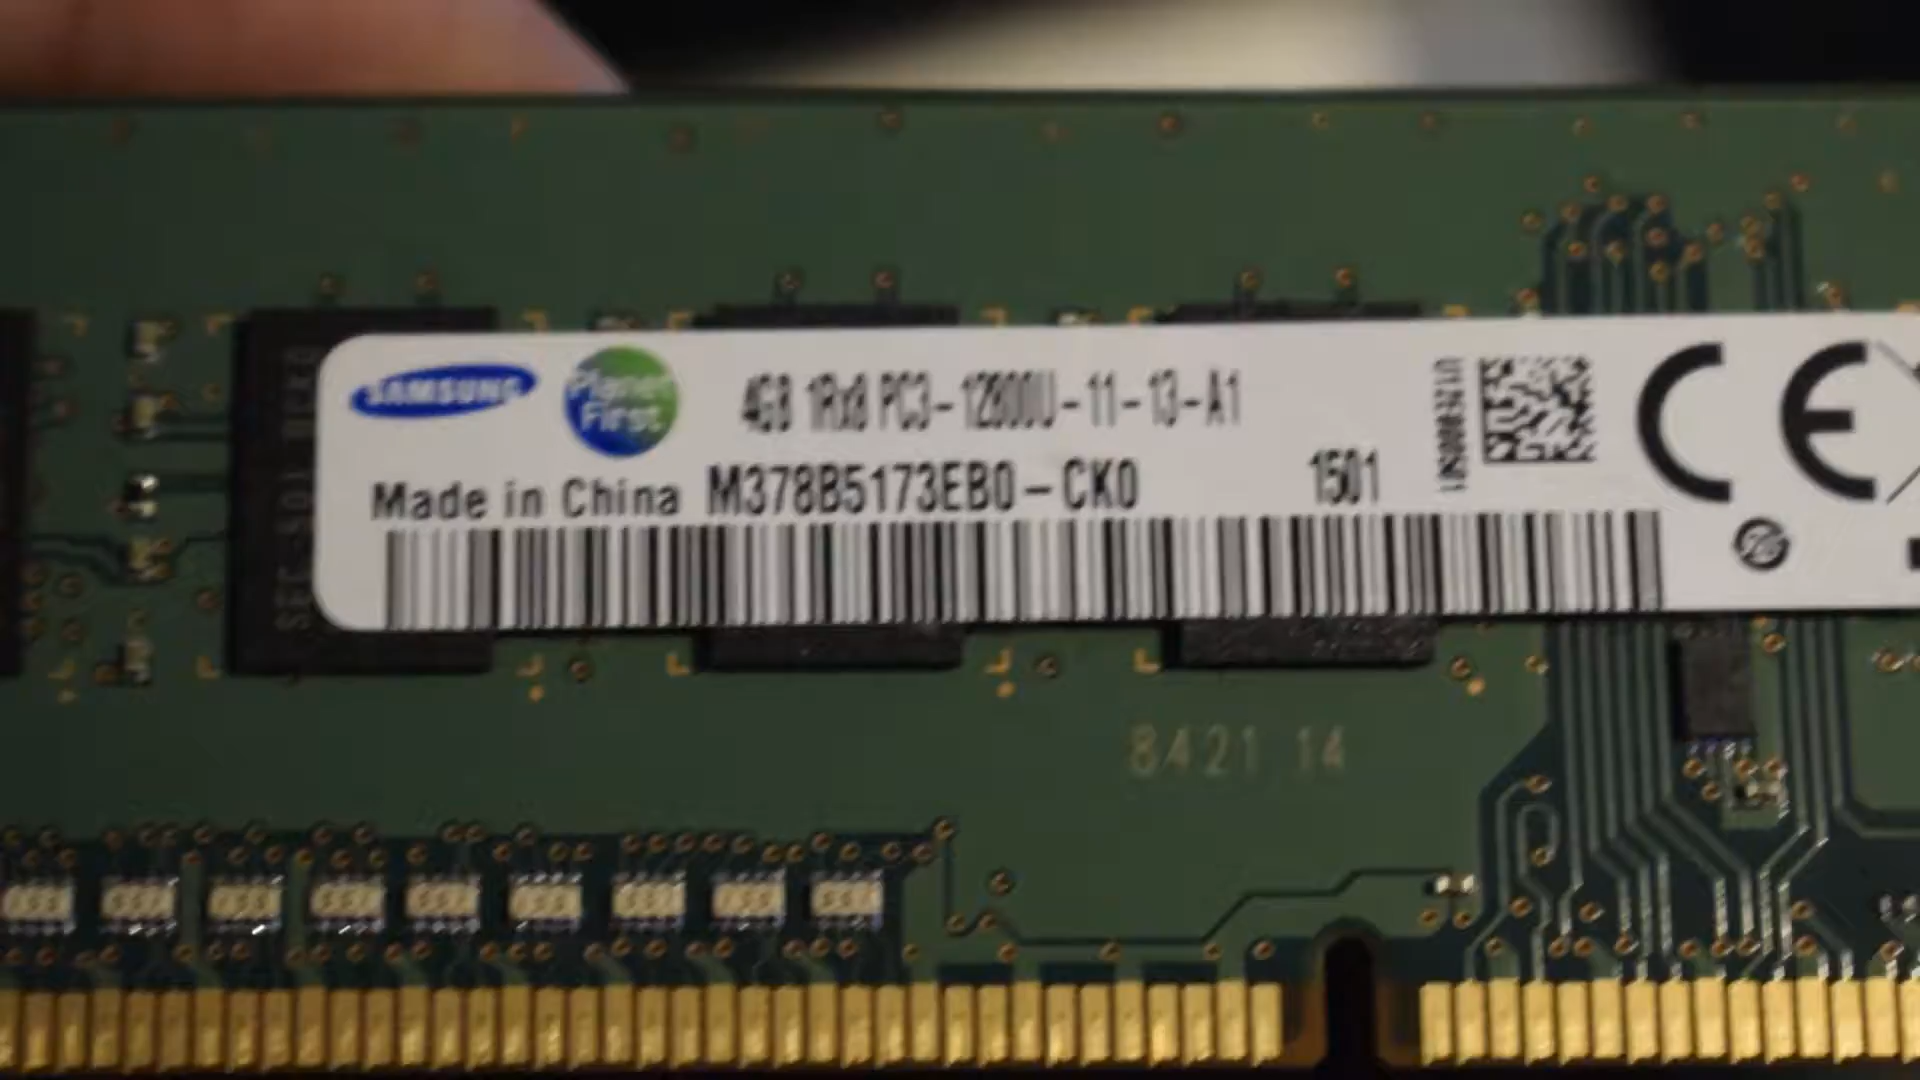 SAMSUNG
Planet First
4GB 1Rx8 PC3-12800U-11-13-A1
Made in China M378B5173EB0-CK0
1501
CE
8421 14